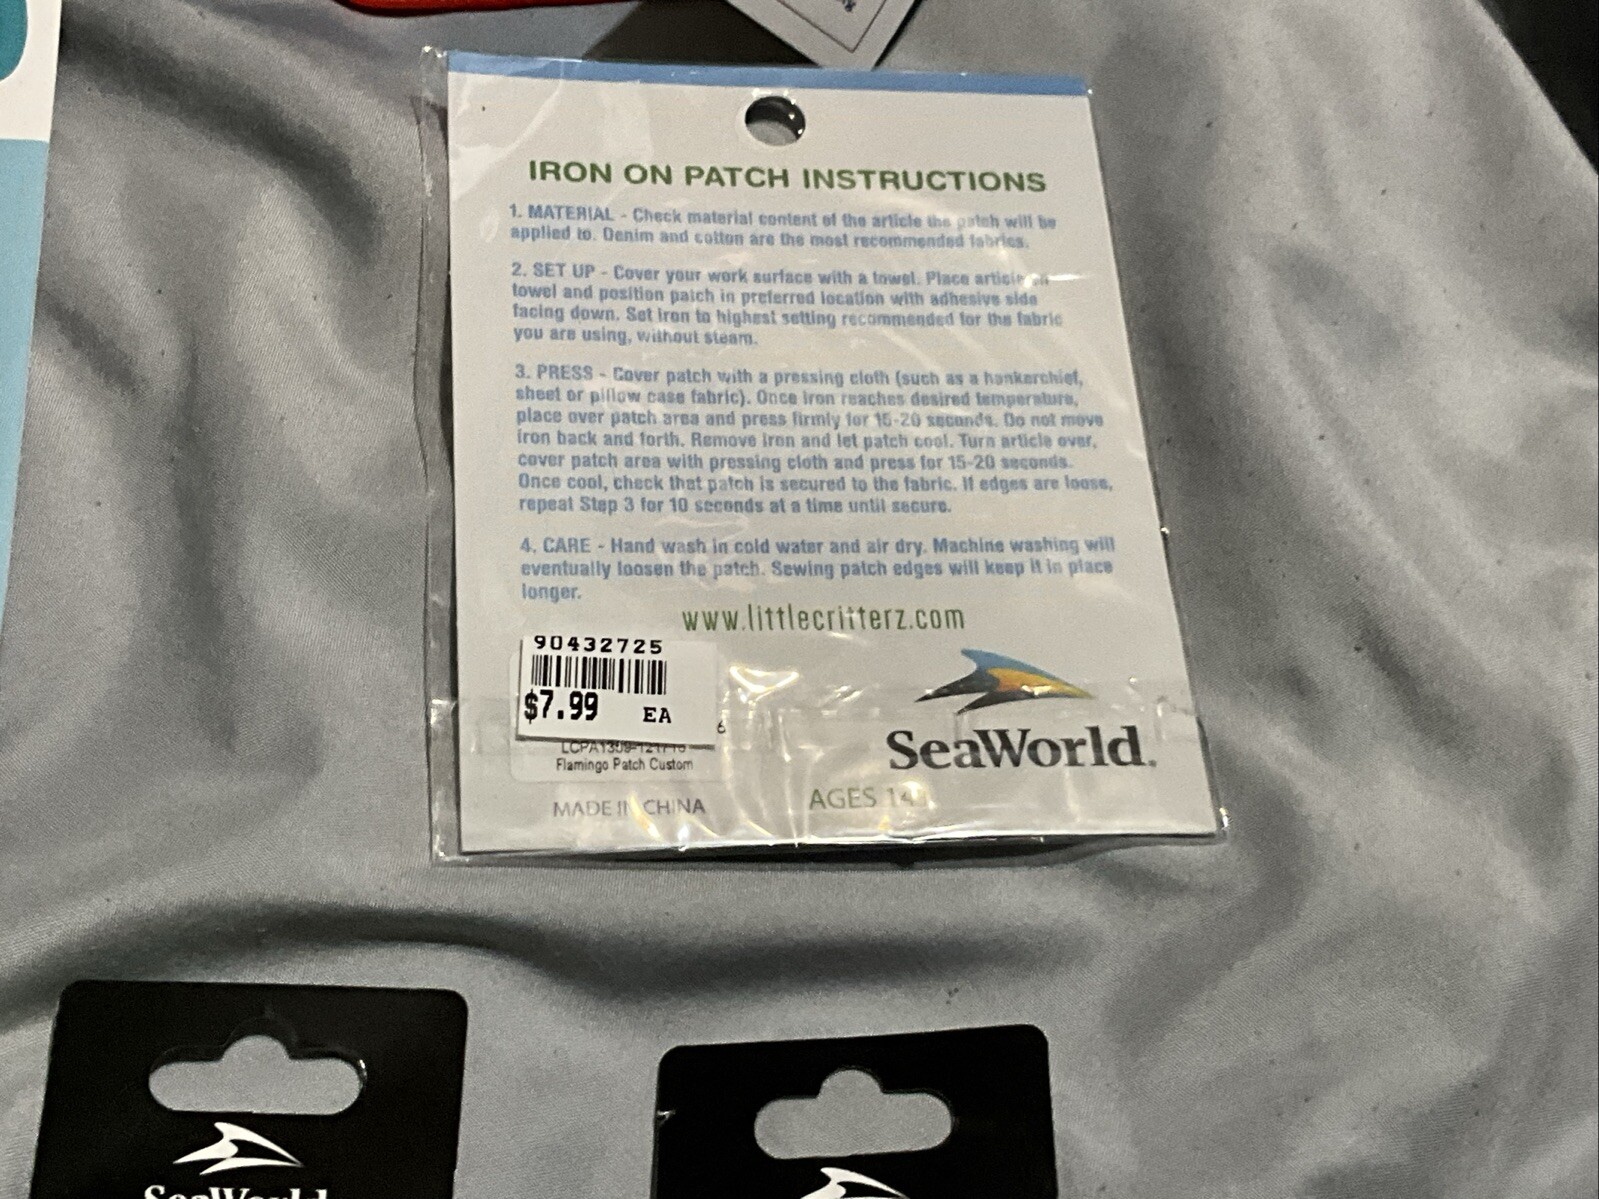 IRON ON PATCH INSTRUCTIONS
1. MATERIAL - Check material content of the article the patch will be
applied to. Denim and cotton are the most recommended fabrics.
2. SET UP - Cover your work surface with a towel. Place article on
towel and position patch in preferred location with adhesive side
facing down. Set iron to highest setting recommended for the fabric
you are using, without steam.
3. PRESS - Cover patch with a pressing cloth (such as a hankerchief,
sheet or pillow case fabric). Once iron reaches desired temperature,
place over patch area and press firmly for 15-20 seconds. Do not move
iron back and forth. Remove iron and let patch cool. Turn article over,
cover patch area with pressing cloth and press for 15-20 seconds.
Once cool, check that patch is secured to the fabric. If edges are loose,
repeat Step 3 for 10 seconds at a time until secure.
4. CARE - Hand wash in cold water and air dry. Machine washing will
eventually loosen the patch. Sewing patch edges will keep it in place
longer.
www.littlecritterz.com
90432725
$7.99 EA
6
Flamingo Patch Custom
SeaWorld.
MADE IN CHINA
AGES 14
SeaWorld